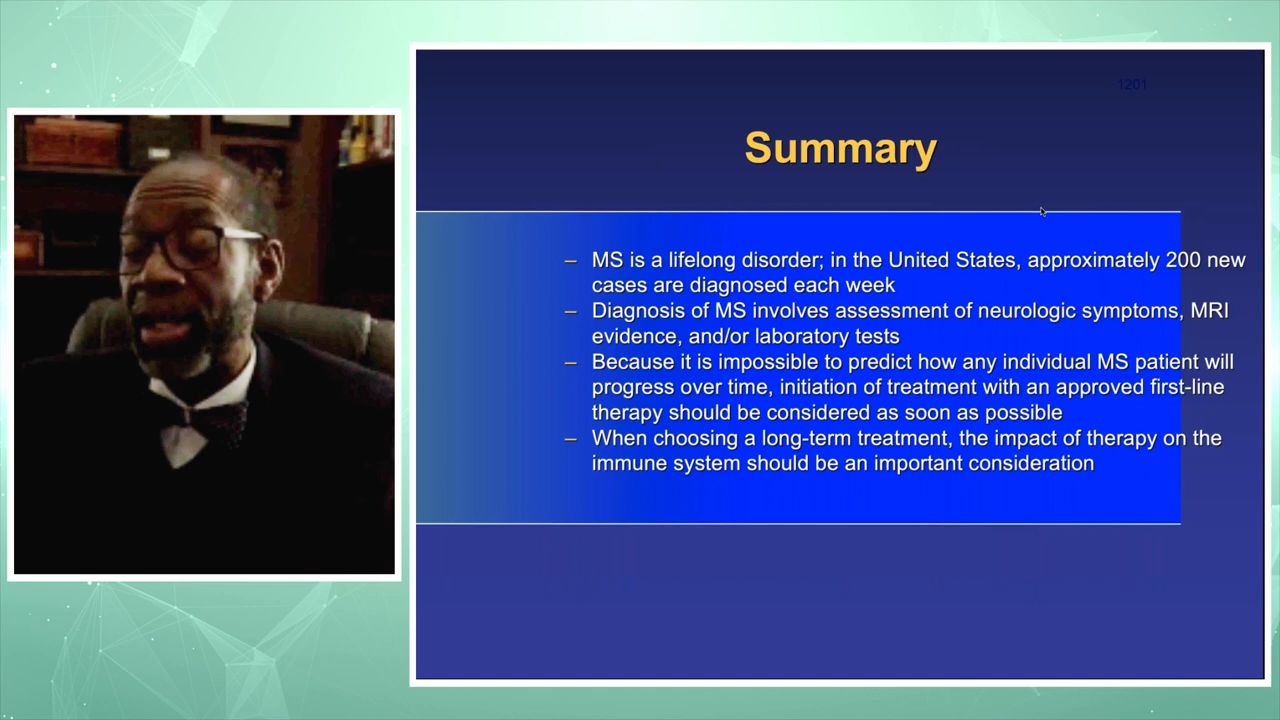 1201
Summary
– MS is a lifelong disorder; in the United States, approximately 200 new
cases are diagnosed each week
– Diagnosis of MS involves assessment of neurologic symptoms, MRI
evidence, and/or laboratory tests
– Because it is impossible to predict how any individual MS patient will
progress over time, initiation of treatment with an approved first-line
therapy should be considered as soon as possible
– When choosing a long-term treatment, the impact of therapy on the
immune system should be an important consideration